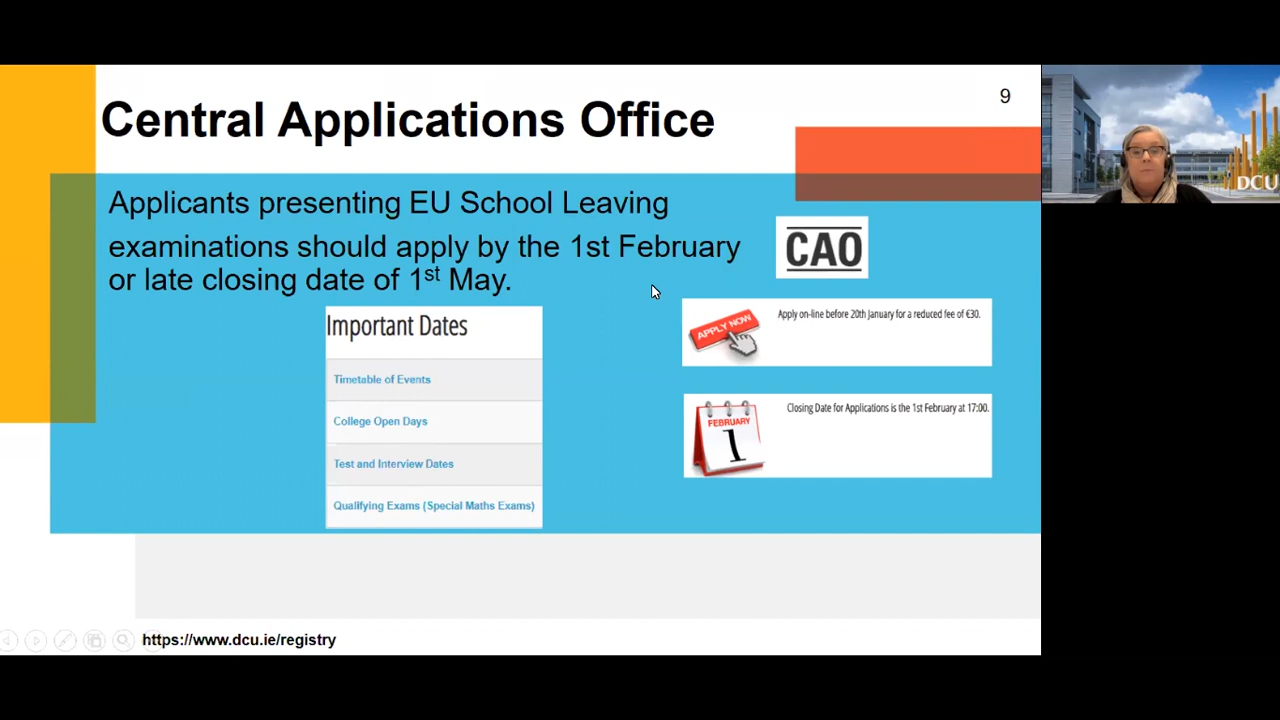 Central Applications Office
9
Applicants presenting EU School Leaving
examinations should apply by the 1st February
or late closing date of 1st May.
CAO
Important Dates
Timetable of Events
College Open Days
Test and Interview Dates
Qualifying Exams (Special Maths Exams)
APPLY NOW
Apply on-line before 20th January for a reduced fee of €30.
FEBRUARY
1
Closing Date for Applications is the 1st February at 17:00.
https://www.dcu.ie/registry
DCU